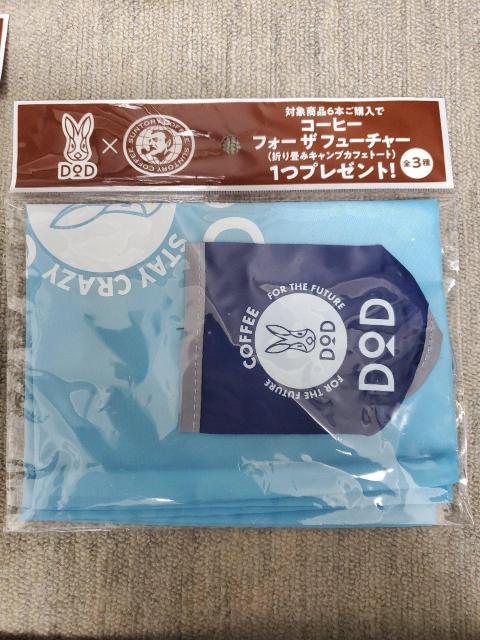 DOD
×
SUNTORY COFFEE SUNTORY COFFEE
対象商品6本ご購入で
コーヒー
フォー ザ フューチャー
(折り畳みキャンプカフェトート)
1つプレゼント!
全3種
STAY CRAZY
COFFEE
FOR THE FUTURE
DOD
FOR THE FUTURE
DOD